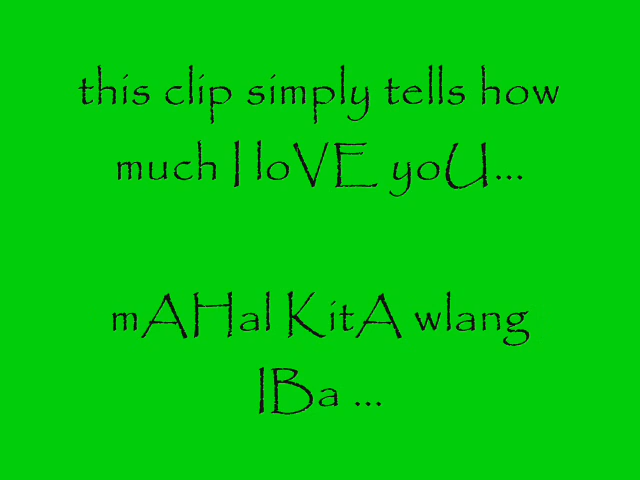 this clip simply tells how
much I loVE yoU...
mAHal KitA wlang
IBa ...